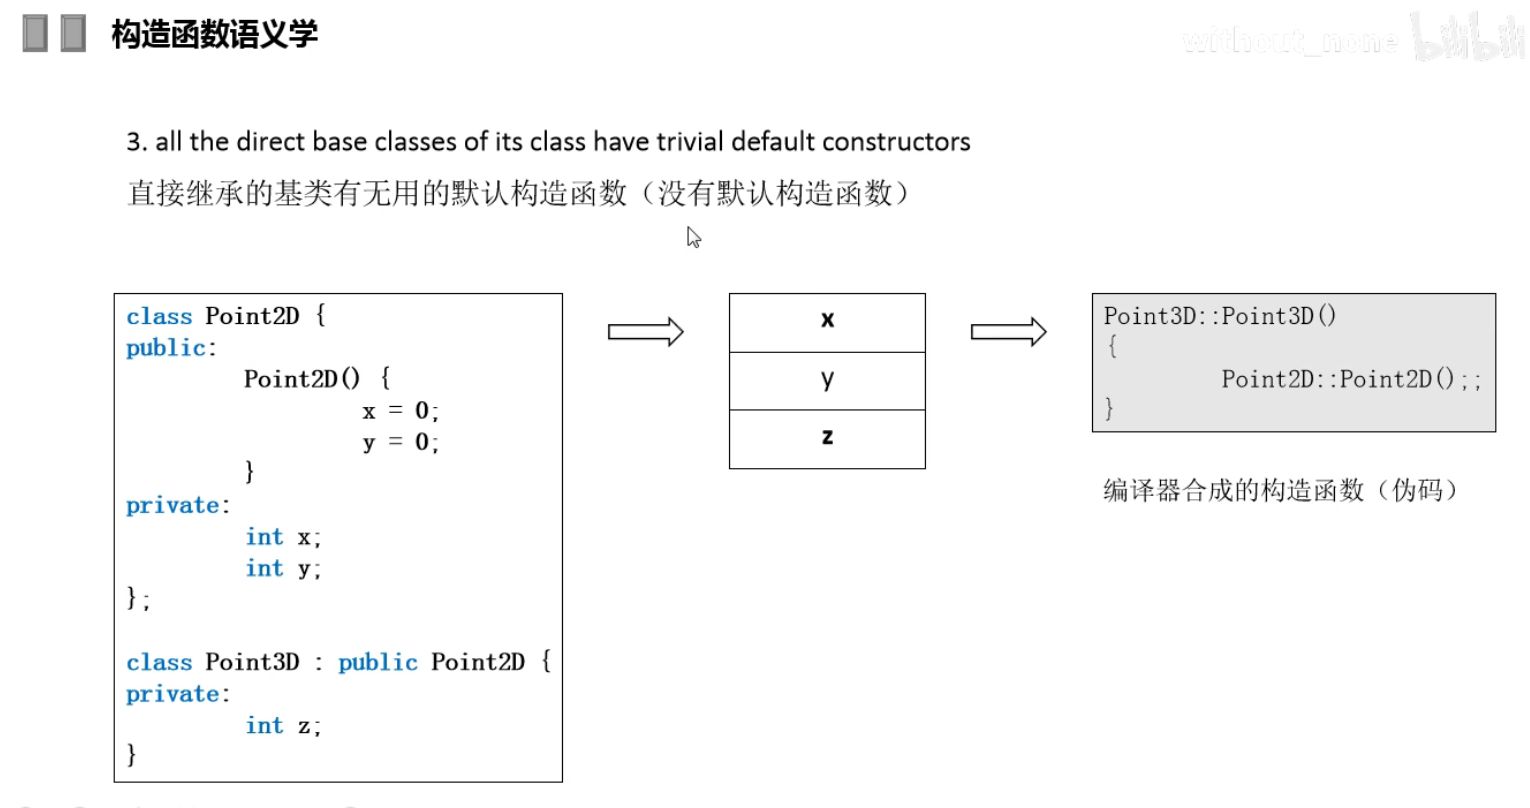 构造函数语义学
without_none bilibili
3. all the direct base classes of its class have trivial default constructors
直接继承的基类有无用的默认构造函数（没有默认构造函数）
class Point2D {
public:
Point2D() {
x = 0;
y = 0;
}
private:
int x;
int y;
};
class Point3D : public Point2D {
private:
int z;
}
x
y
z
Point3D::Point3D()
{
Point2D::Point2D();;
}
编译器合成的构造函数（伪码）